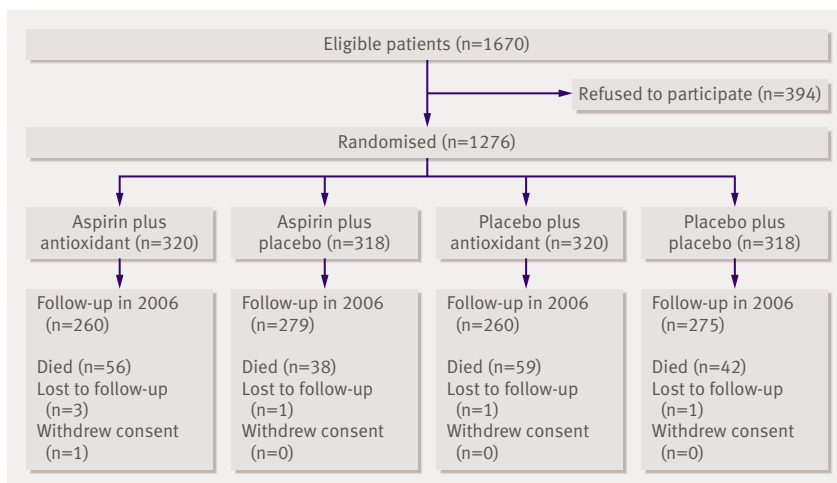 Eligible patients (n=1670)
Refused to participate (n=394)
Randomised (n=1276)
Aspirin plus
antioxidant (n=320)
Aspirin plus
placebo (n=318)
Placebo plus
antioxidant (n=320)
Placebo plus
placebo (n=318)
Follow-up in 2006
(n=260)
Died (n=56)
Lost to follow-up
(n=3)
Withdrew consent
(n=1)
Follow-up in 2006
(n=279)
Died (n=38)
Lost to follow-up
(n=1)
Withdrew consent
(n=0)
Follow-up in 2006
(n=260)
Died (n=59)
Lost to follow-up
(n=1)
Withdrew consent
(n=0)
Follow-up in 2006
(n=275)
Died (n=42)
Lost to follow-up
(n=1)
Withdrew consent
(n=0)